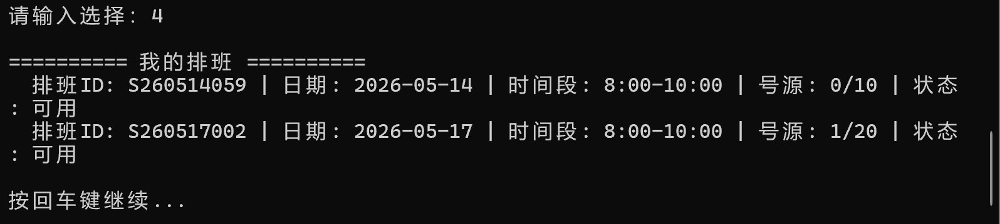 请输入选择: 4
========== 我的排班 ==========
排班ID: S260514059 | 日期: 2026-05-14 | 时间段: 8:00-10:00 | 号源: 0/10 | 状态
: 可用
排班ID: S260517002 | 日期: 2026-05-17 | 时间段: 8:00-10:00 | 号源: 1/20 | 状态
: 可用
按回车键继续...